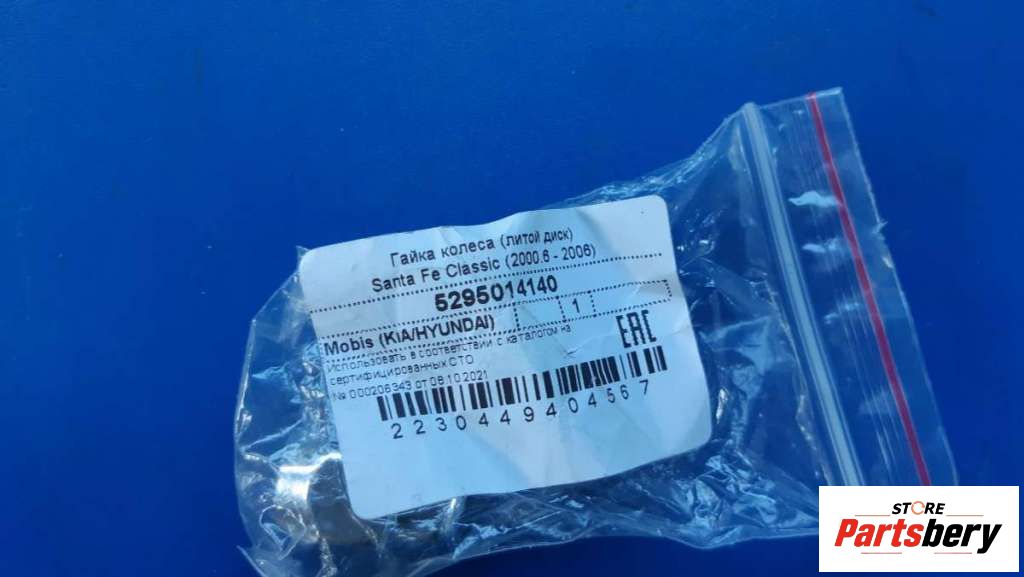 Гайка колеса (литой диск)
Santa Fe Classic (2000.6 - 2006)
5295014140
Mobis (KIA/HYUNDAI) 1
Использовать в соответствии с каталогом на
сертифицированных СТО
№ 000206343 от 08.10.2021
EAC
2230449404567
STORE
Partsbery